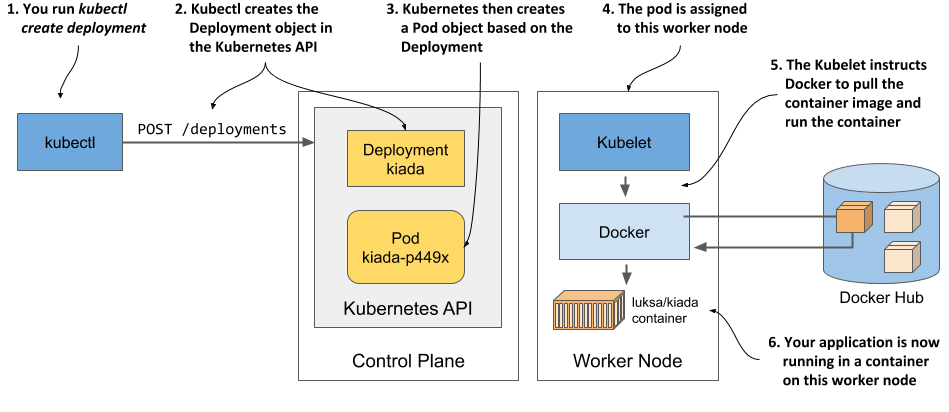 1. You run kubectl
create deployment
2. Kubectl creates the
Deployment object in
the Kubernetes API
3. Kubernetes then creates
a Pod object based on the
Deployment
4. The pod is assigned
to this worker node
5. The Kubelet instructs
Docker to pull the
container image and
run the container
kubectl
POST /deployments
Deployment
kiada
Pod
kiada-p449x
Kubernetes API
Control Plane
Kubelet
Docker
luksa/kiada
container
Worker Node
Docker Hub
6. Your application is now
running in a container
on this worker node